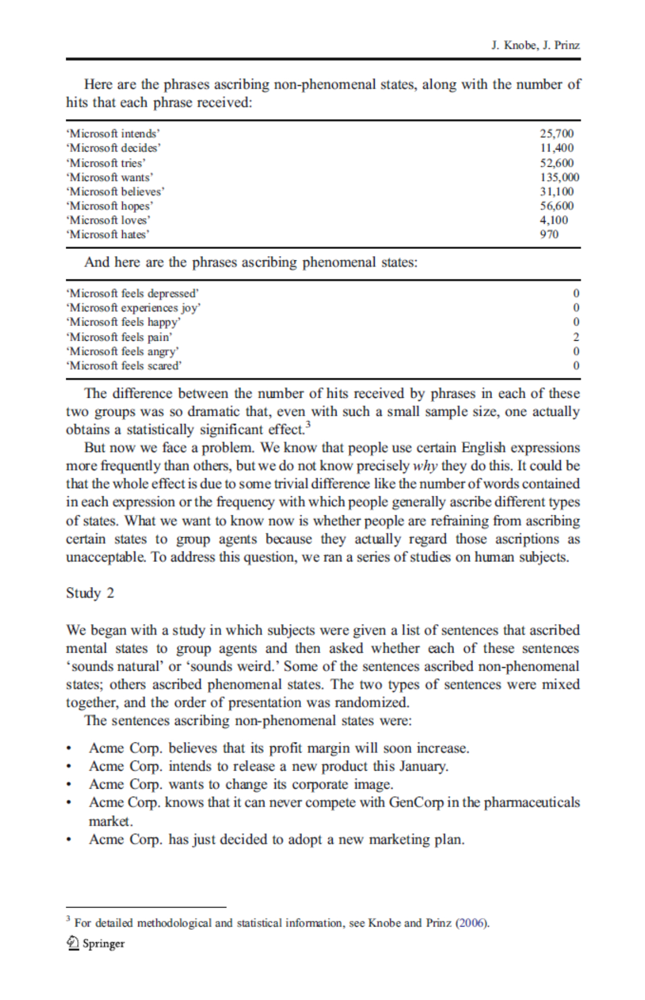 J. Knobe, J. Prinz
Here are the phrases ascribing non-phenomenal states, along with the number of
hits that each phrase received:
‘Microsoft intends’ 25,700
‘Microsoft decides’ 11,400
‘Microsoft tries’ 52,600
‘Microsoft wants’ 135,000
‘Microsoft believes’ 31,100
‘Microsoft hopes’ 56,600
‘Microsoft loves’ 4,100
‘Microsoft hates’ 970
And here are the phrases ascribing phenomenal states:
‘Microsoft feels depressed’ 0
‘Microsoft experiences joy’ 0
‘Microsoft feels happy’ 0
‘Microsoft feels pain’ 2
‘Microsoft feels angry’ 0
‘Microsoft feels scared’ 0
The difference between the number of hits received by phrases in each of these
two groups was so dramatic that, even with such a small sample size, one actually
obtains a statistically significant effect.3
But now we face a problem. We know that people use certain English expressions
more frequently than others, but we do not know precisely why they do this. It could be
that the whole effect is due to some trivial difference like the number of words contained
in each expression or the frequency with which people generally ascribe different types
of states. What we want to know now is whether people are refraining from ascribing
certain states to group agents because they actually regard those ascriptions as
unacceptable. To address this question, we ran a series of studies on human subjects.
Study 2
We began with a study in which subjects were given a list of sentences that ascribed
mental states to group agents and then asked whether each of these sentences
‘sounds natural’ or ‘sounds weird.’ Some of the sentences ascribed non-phenomenal
states; others ascribed phenomenal states. The two types of sentences were mixed
together, and the order of presentation was randomized.
The sentences ascribing non-phenomenal states were:
• Acme Corp. believes that its profit margin will soon increase.
• Acme Corp. intends to release a new product this January.
• Acme Corp. wants to change its corporate image.
• Acme Corp. knows that it can never compete with GenCorp in the pharmaceuticals
market.
• Acme Corp. has just decided to adopt a new marketing plan.
3 For detailed methodological and statistical information, see Knobe and Prinz (2006).
Springer